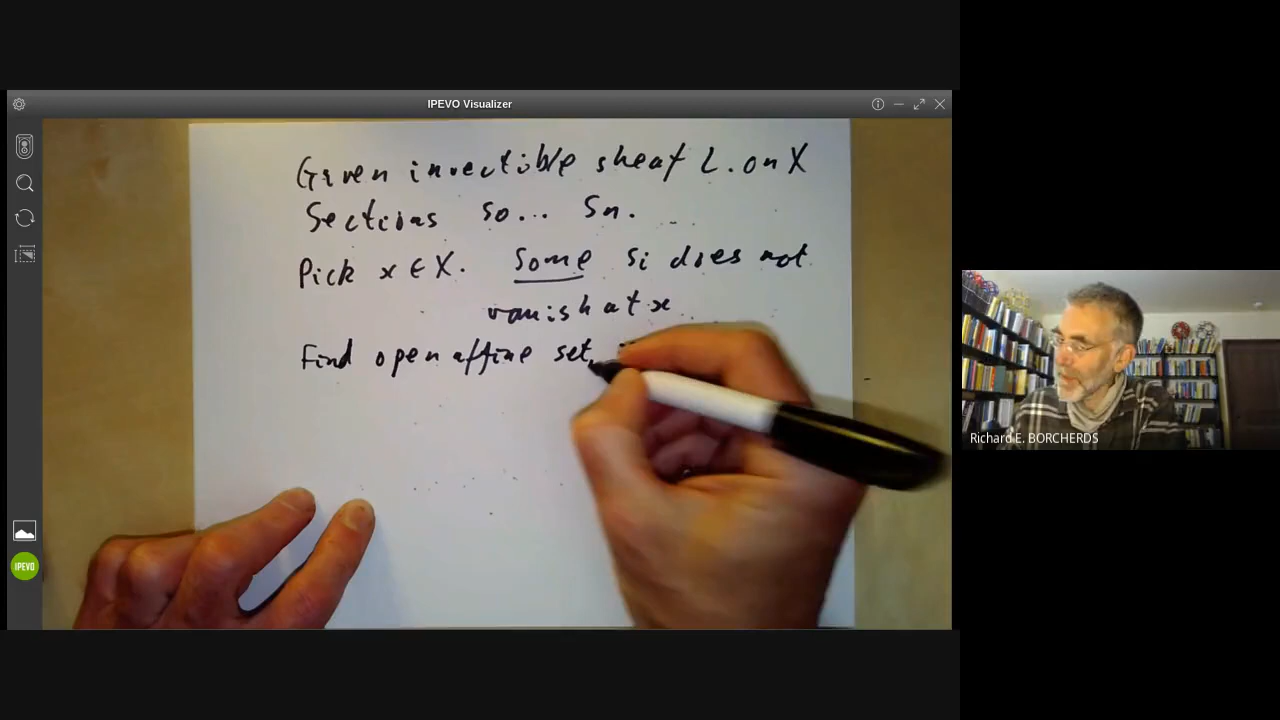 IPEVO Visualizer
Given invertible sheaf L. on X
Sections s0... sn.
Pick x ∈ X. some si does not
vanish at x
Find open affine set
IPEVO
Richard E. BORCHERDS